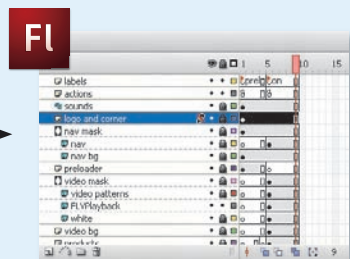 Fl
1 5 10 15
labels
actions
sounds
logo and corner
nav mask
nav
nav bg
preloader
video mask
video patterns
FLVPlayback
white
video bg
products
9